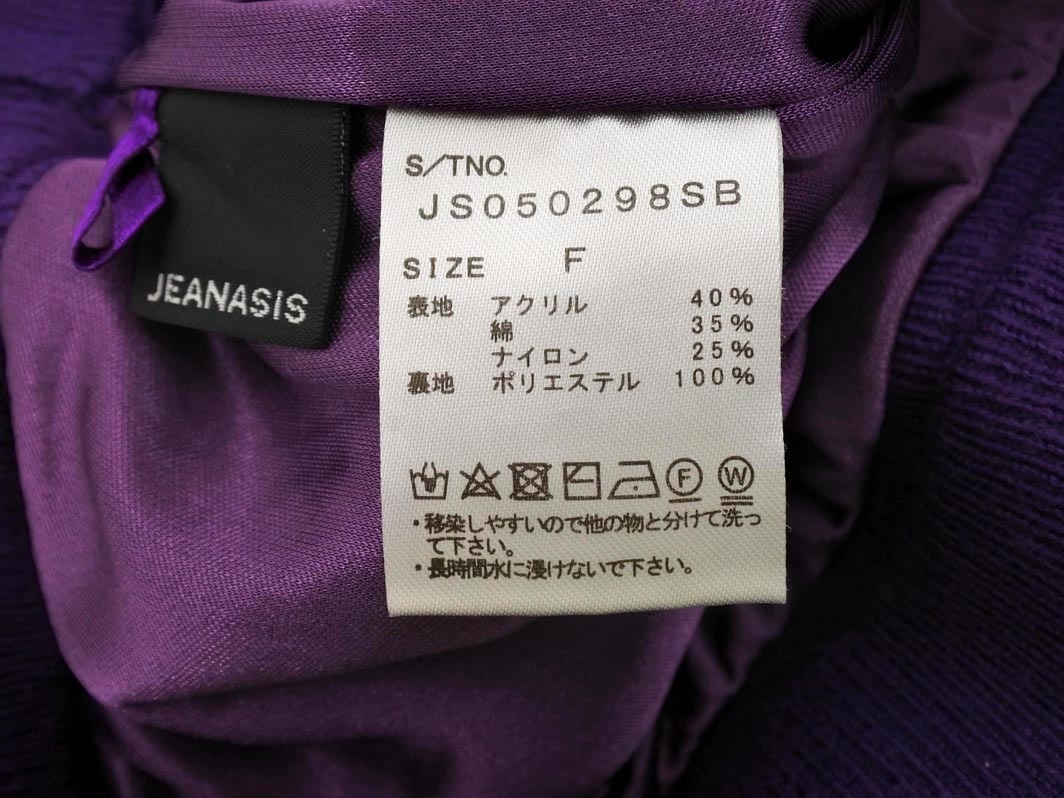 JEANASIS
S/TNO.
JS050298SB
SIZE F
表地 アクリル 40%
綿 35%
ナイロン 25%
裏地 ポリエステル 100%
F W
・移染しやすいので他の物と分けて洗っ
て下さい。
・長時間水に浸けないで下さい。